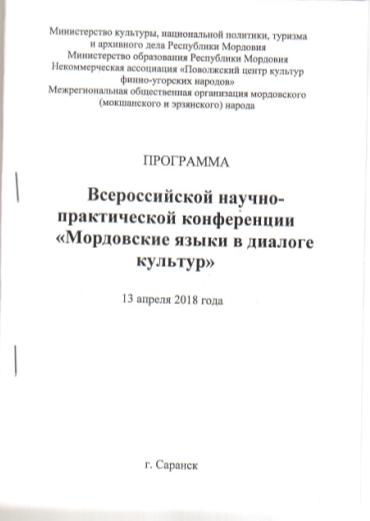 Министерство культуры, национальной политики, туризма
и архивного дела Республики Мордовия
Министерство образования Республики Мордовия
Некоммерческая ассоциация «Поволжский центр культур
финно-угорских народов»
Межрегиональная общественная организация мордовского
(мокшанского и эрзянского) народа
ПРОГРАММА
Всероссийской научно-
практической конференции
«Мордовские языки в диалоге
культур»
13 апреля 2018 года
г. Саранск